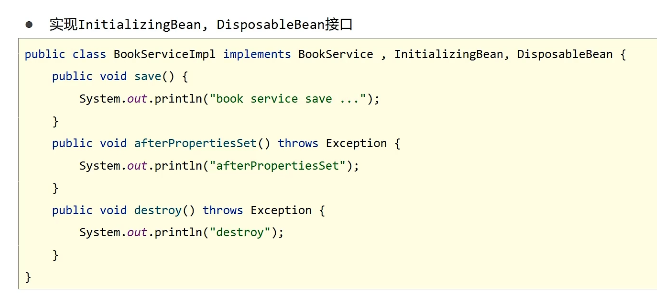 ● 实现InitializingBean, DisposableBean接口
public class BookServiceImpl implements BookService , InitializingBean, DisposableBean {
    public void save() {
        System.out.println("book service save ...");
    }
    public void afterPropertiesSet() throws Exception {
        System.out.println("afterPropertiesSet");
    }
    public void destroy() throws Exception {
        System.out.println("destroy");
    }
}